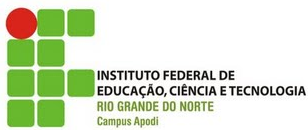 INSTITUTO FEDERAL DE
EDUCAÇÃO, CIÊNCIA E TECNOLOGIA
RIO GRANDE DO NORTE
Campus Apodi